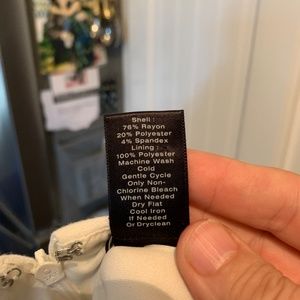 Shell :
76% Rayon
20% Polyester
4% Spandex
Lining :
100% Polyester
Machine Wash
Cold
Gentle Cycle
Only Non-
Chlorine Bleach
When Needed
Dry Flat
Cool Iron
If Needed
Or Dryclean